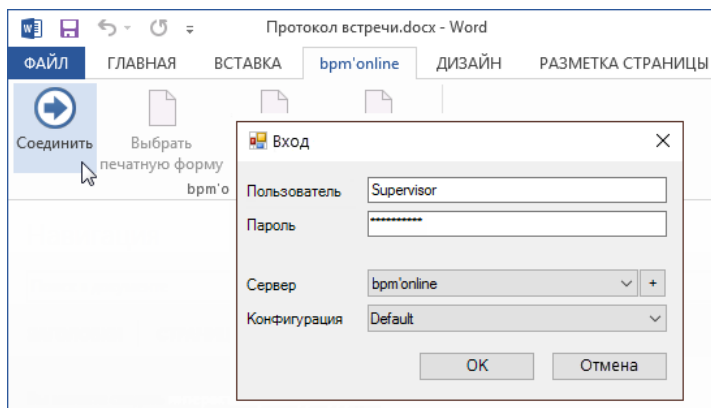 Протокол встречи.docx - Word
ФАЙЛ ГЛАВНАЯ ВСТАВКА bpm'online ДИЗАЙН РАЗМЕТКА СТРАНИЦЫ
Соединить
Выбрать
печатную форму
bpm'o
Вход
Пользователь Supervisor
Пароль **********
Сервер bpm'online +
Конфигурация Default
OK Отмена